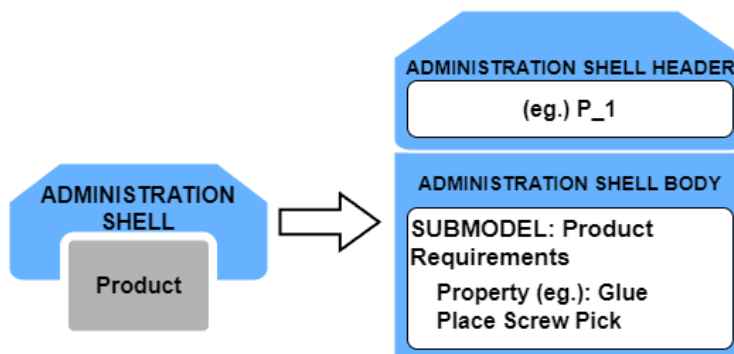 ADMINISTRATION
SHELL
Product
ADMINISTRATION SHELL HEADER
(eg.) P_1
ADMINISTRATION SHELL BODY
SUBMODEL: Product
Requirements
Property (eg.): Glue
Place Screw Pick